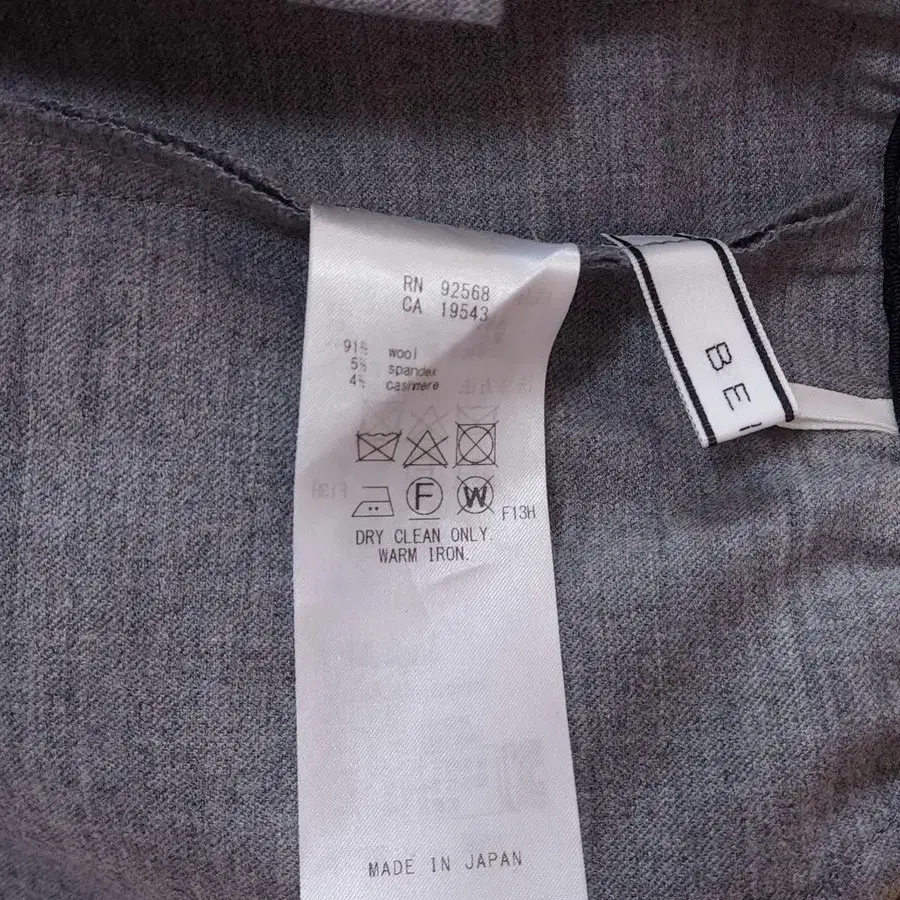 RN 92568
CA 19543
91% wool
5% spandex
4% cashmere
F W F13H
DRY CLEAN ONLY.
WARM IRON.
MADE IN JAPAN
BE